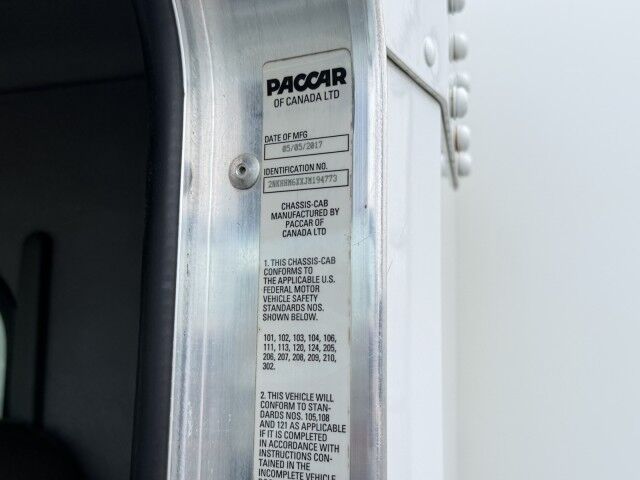 PACCAR
OF CANADA LTD
DATE OF MFG
05/05/2017
IDENTIFICATION NO.
2NKHHM6XXJM194773
CHASSIS-CAB
MANUFACTURED BY
PACCAR OF
CANADA LTD
1. THIS CHASSIS-CAB
CONFORMS TO
THE APPLICABLE U.S.
FEDERAL MOTOR
VEHICLE SAFETY
STANDARDS NOS.
SHOWN BELOW.
101, 102, 103, 104, 106,
111, 113, 120, 124, 205,
206, 207, 208, 209, 210,
302.
2. THIS VEHICLE WILL
CONFORM TO STAN-
DARDS NOS. 105,108
AND 121 AS APPLICABLE
IF IT IS COMPLETED
IN ACCORDANCE WITH
INSTRUCTIONS CON-
TAINED IN THE
INCOMPLETE VEHICLE